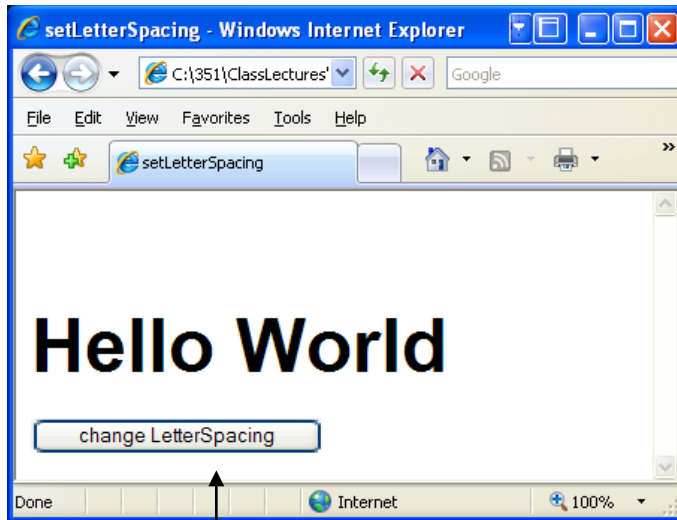 setLetterSpacing - Windows Internet Explorer
C:\351\ClassLectures'
Google
File Edit View Favorites Tools Help
setLetterSpacing
»
Hello World
change LetterSpacing
Done Internet 100%